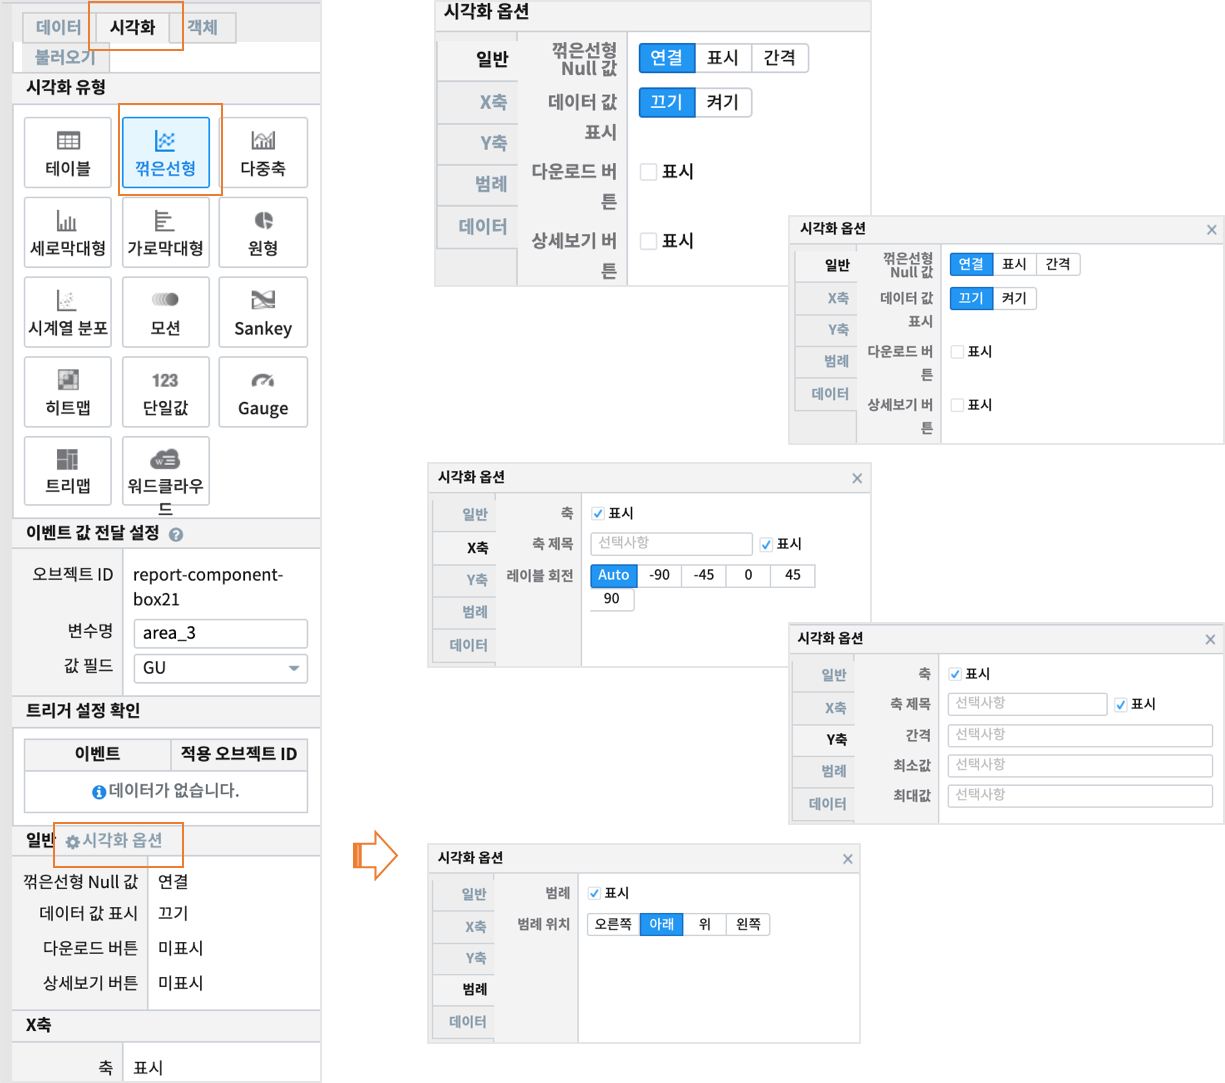 데이터
시각화
객체
불러오기
시각화 유형
테이블
꺾은선형
다중축
세로막대형
가로막대형
원형
시계열 분포
모션
Sankey
히트맵
123
단일값
Gauge
트리맵
W
워드클라우
드
이벤트 값 전달 설정 ?
오브젝트 ID
report-component-
box21
변수명
area_3
값 필드
GU
트리거 설정 확인
이벤트
적용 오브젝트 ID
데이터가 없습니다.
일반
시각화 옵션
꺾은선형 Null 값
연결
데이터 값 표시
끄기
다운로드 버튼
미표시
상세보기 버튼
미표시
X축
축
표시
시각화 옵션
일반
X축
Y축
범례
데이터
꺾은선형
Null 값
연결
표시
간격
데이터 값
표시
끄기
켜기
다운로드 버
튼
표시
상세보기 버
튼
표시
시각화 옵션
일반
X축
Y축
범례
데이터
꺾은선형
Null 값
연결
표시
간격
데이터 값
표시
끄기
켜기
다운로드 버
튼
표시
상세보기 버
튼
표시
시각화 옵션
일반
X축
Y축
범례
데이터
축
표시
축 제목
선택사항
표시
레이블 회전
Auto
-90
-45
0
45
90
시각화 옵션
일반
X축
Y축
범례
데이터
축
표시
축 제목
선택사항
표시
간격
선택사항
최소값
선택사항
최대값
선택사항
시각화 옵션
일반
X축
Y축
범례
데이터
범례
표시
범례 위치
오른쪽
아래
위
왼쪽